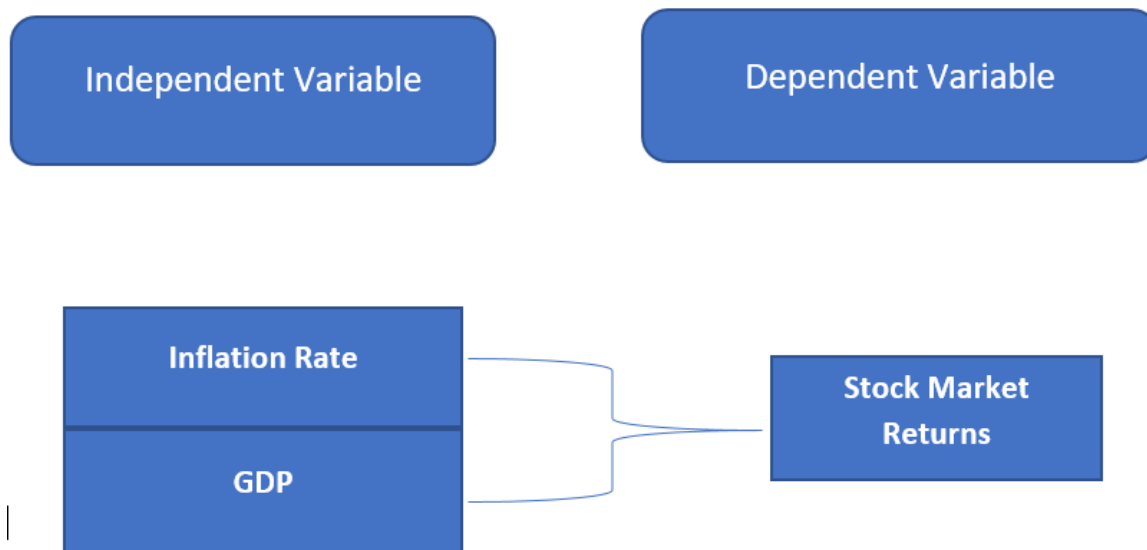 Independent Variable
Dependent Variable
Inflation Rate
GDP
Stock Market
Returns